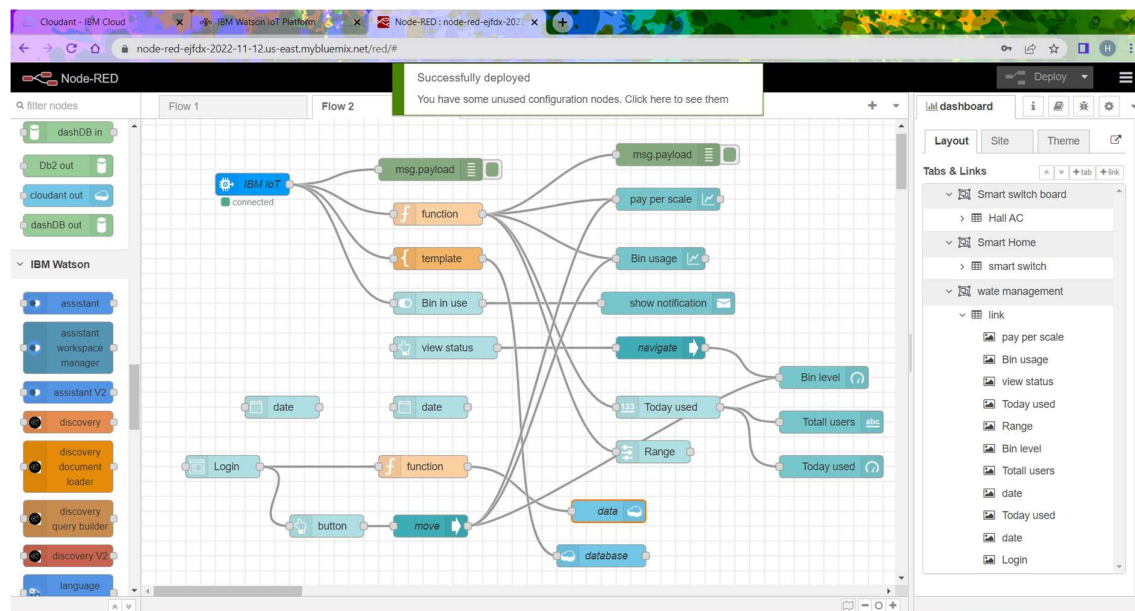 Cloudant - IBM Cloud
IBM Watson IoT Platform
Node-RED : node-red-ejfdx-202
node-red-ejfdx-2022-11-12.us-east.mybluemix.net/red/#
H
Node-RED
Successfully deployed
You have some unused configuration nodes. Click here to see them
Deploy
filter nodes
Flow 1
Flow 2
dashboard
dashDB in
Db2 out
cloudant out
dashDB out
IBM Watson
assistant
assistant
workspace
manager
assistant V2
discovery
discovery
document
loader
discovery
query builder
discovery V2
language
IBM IoT
connected
msg.payload
function
template
Bin in use
view status
date
date
Login
function
button
move
msg.payload
pay per scale
Bin usage
show notification
navigate
Bin level
123 Today used
Totall users abc
Range
Today used
data
database
Layout
Site
Theme
Tabs & Links
+tab
+link
Smart switch board
Hall AC
Smart Home
smart switch
wate management
link
pay per scale
Bin usage
view status
Today used
Range
Bin level
Totall users
date
Today used
date
Login